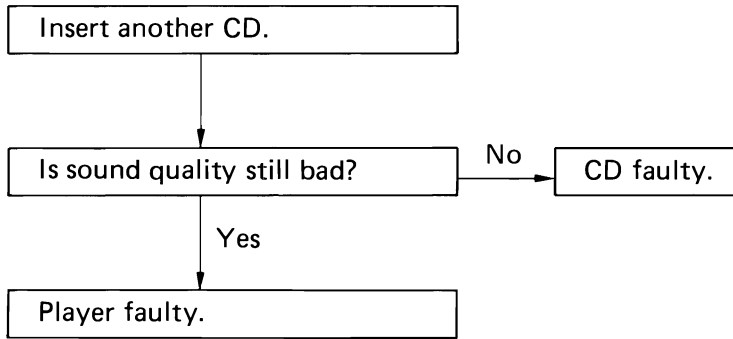 Insert another CD.
Is sound quality still bad?
No
CD faulty.
Yes
Player faulty.